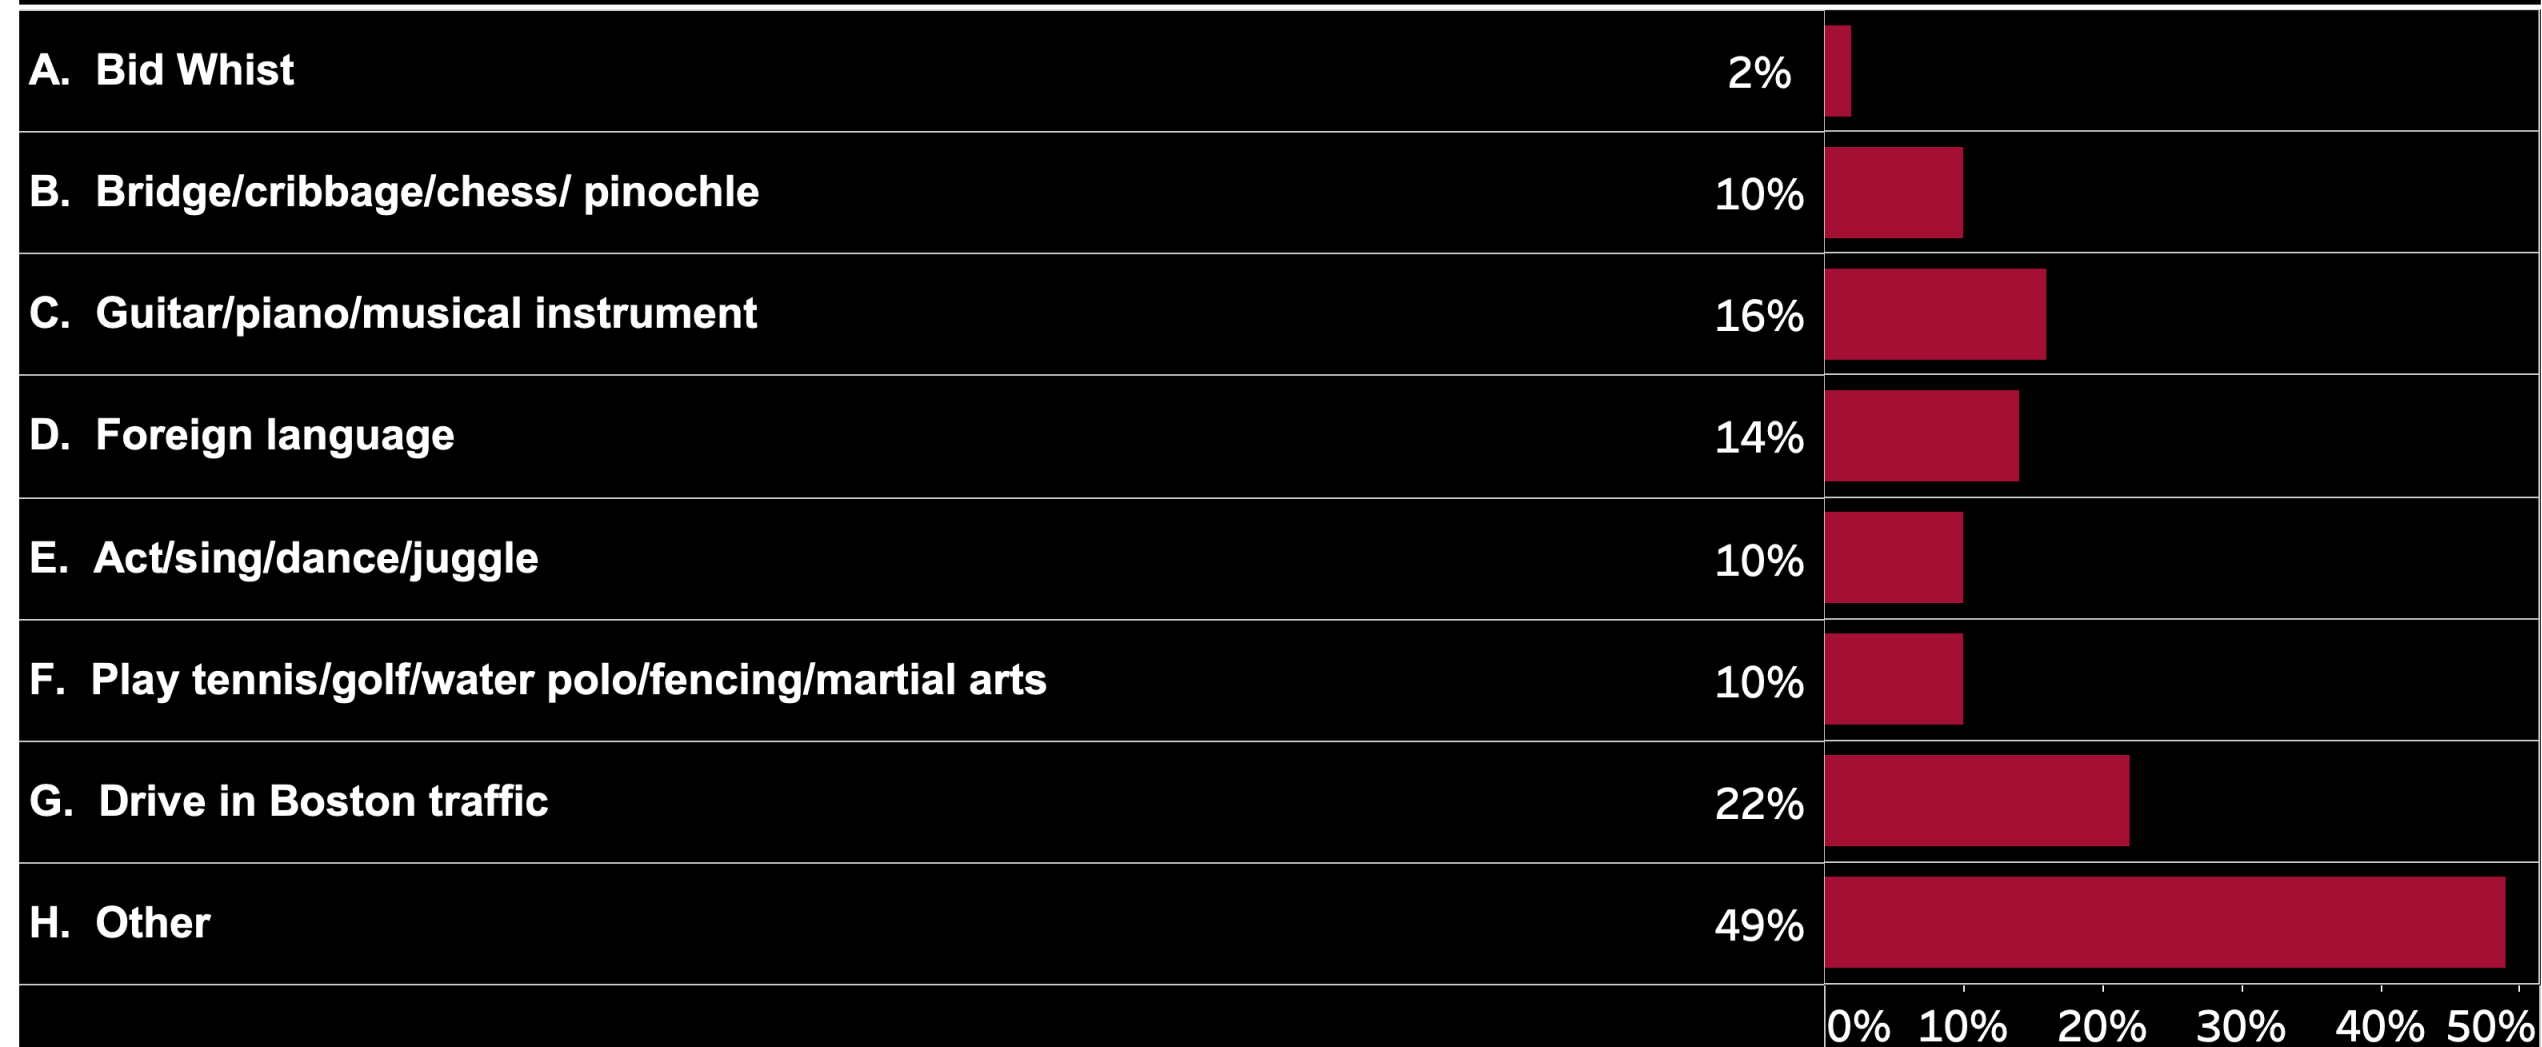 A. Bid Whist 2%
B. Bridge/cribbage/chess/ pinochle 10%
C. Guitar/piano/musical instrument 16%
D. Foreign language 14%
E. Act/sing/dance/juggle 10%
F. Play tennis/golf/water polo/fencing/martial arts 10%
G. Drive in Boston traffic 22%
H. Other 49%
0% 10% 20% 30% 40% 50%